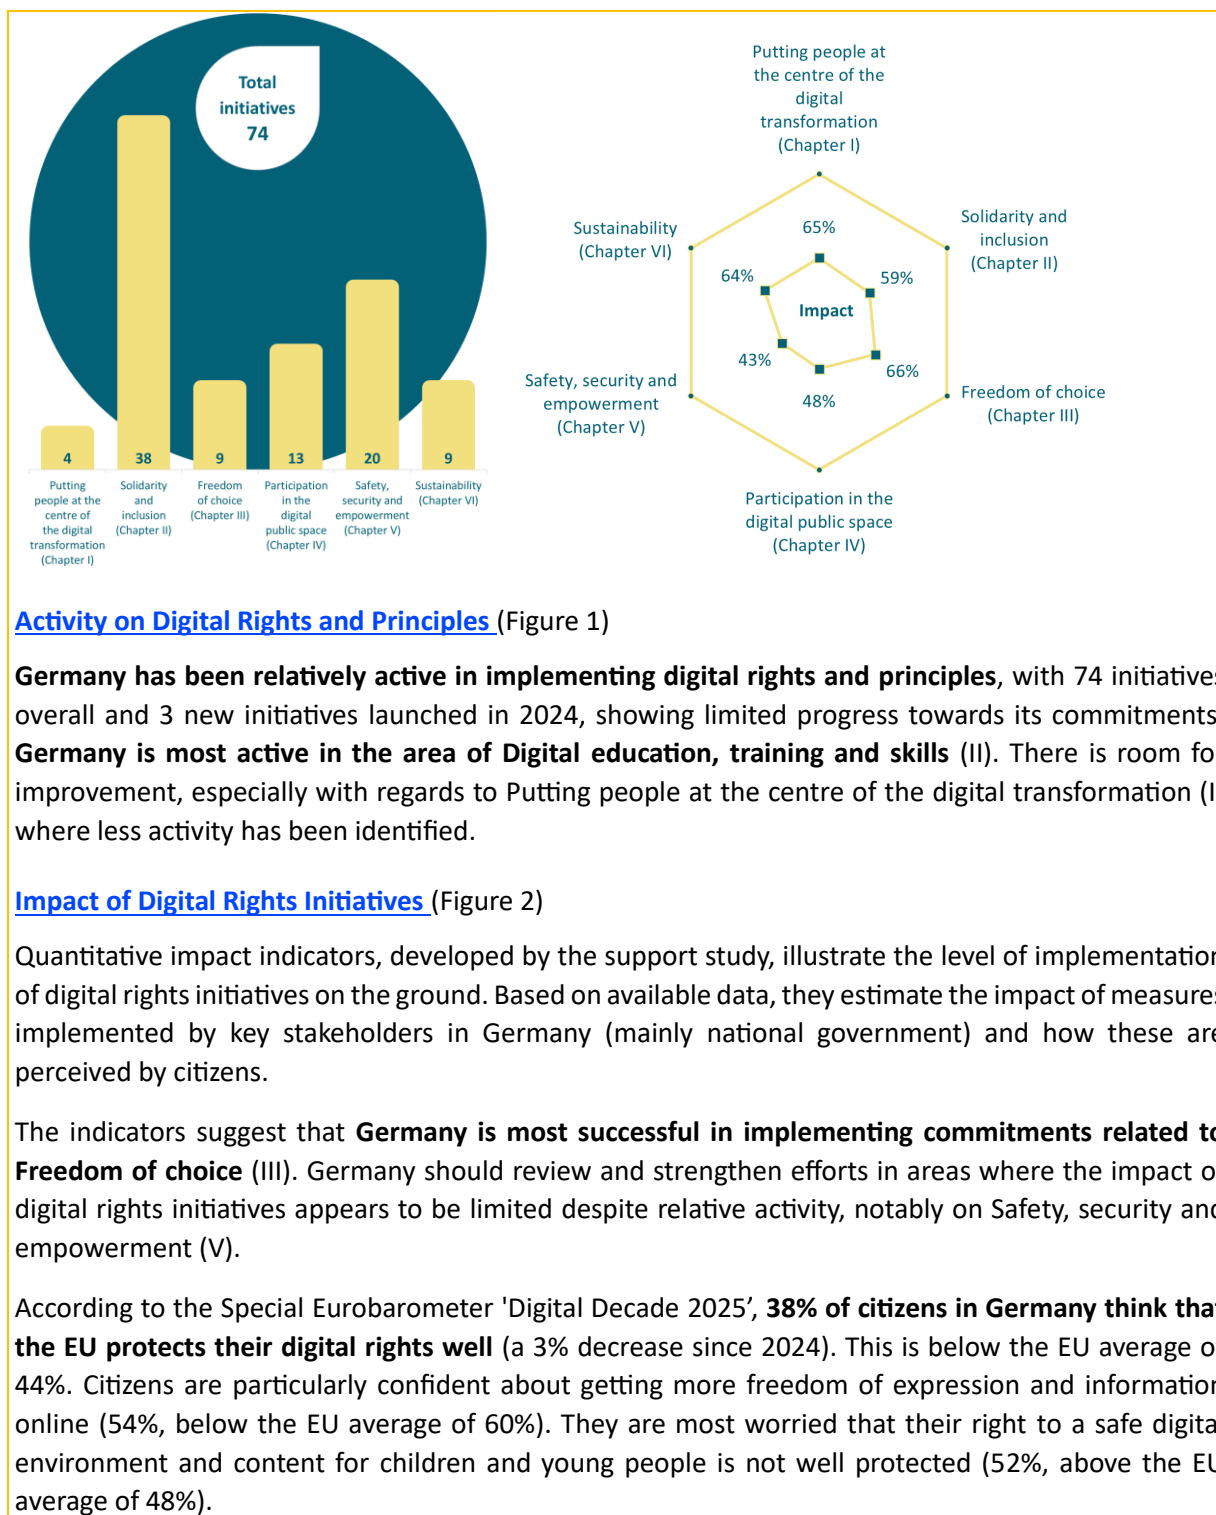 Total
initiatives
74
4
38
9
13
20
9
Putting
people at the
centre of
the digital
transformation
(Chapter I)
Solidarity
and
inclusion
(Chapter II)
Freedom
of choice
(Chapter III)
Participation
in the
digital
public space
(Chapter IV)
Safety,
security and
empowerment
(Chapter V)
Sustainability
(Chapter VI)
Putting people at
the centre of the
digital
transformation
(Chapter I)
Solidarity and
inclusion
(Chapter II)
Freedom of choice
(Chapter III)
Participation in the
digital public space
(Chapter IV)
Safety, security and
empowerment
(Chapter V)
Sustainability
(Chapter VI)
65%
59%
66%
48%
43%
64%
Impact
Activity on Digital Rights and Principles (Figure 1)
Germany has been relatively active in implementing digital rights and principles, with 74 initiatives
overall and 3 new initiatives launched in 2024, showing limited progress towards its commitments
Germany is most active in the area of Digital education, training and skills (II). There is room fo
improvement, especially with regards to Putting people at the centre of the digital transformation (I
where less activity has been identified.
Impact of Digital Rights Initiatives (Figure 2)
Quantitative impact indicators, developed by the support study, illustrate the level of implementation
of digital rights initiatives on the ground. Based on available data, they estimate the impact of measures
implemented by key stakeholders in Germany (mainly national government) and how these are
perceived by citizens.
The indicators suggest that Germany is most successful in implementing commitments related to
Freedom of choice (III). Germany should review and strengthen efforts in areas where the impact o
digital rights initiatives appears to be limited despite relative activity, notably on Safety, security and
empowerment (V).
According to the Special Eurobarometer 'Digital Decade 2025’, 38% of citizens in Germany think that
the EU protects their digital rights well (a 3% decrease since 2024). This is below the EU average o
44%. Citizens are particularly confident about getting more freedom of expression and information
online (54%, below the EU average of 60%). They are most worried that their right to a safe digita
environment and content for children and young people is not well protected (52%, above the EU
average of 48%).